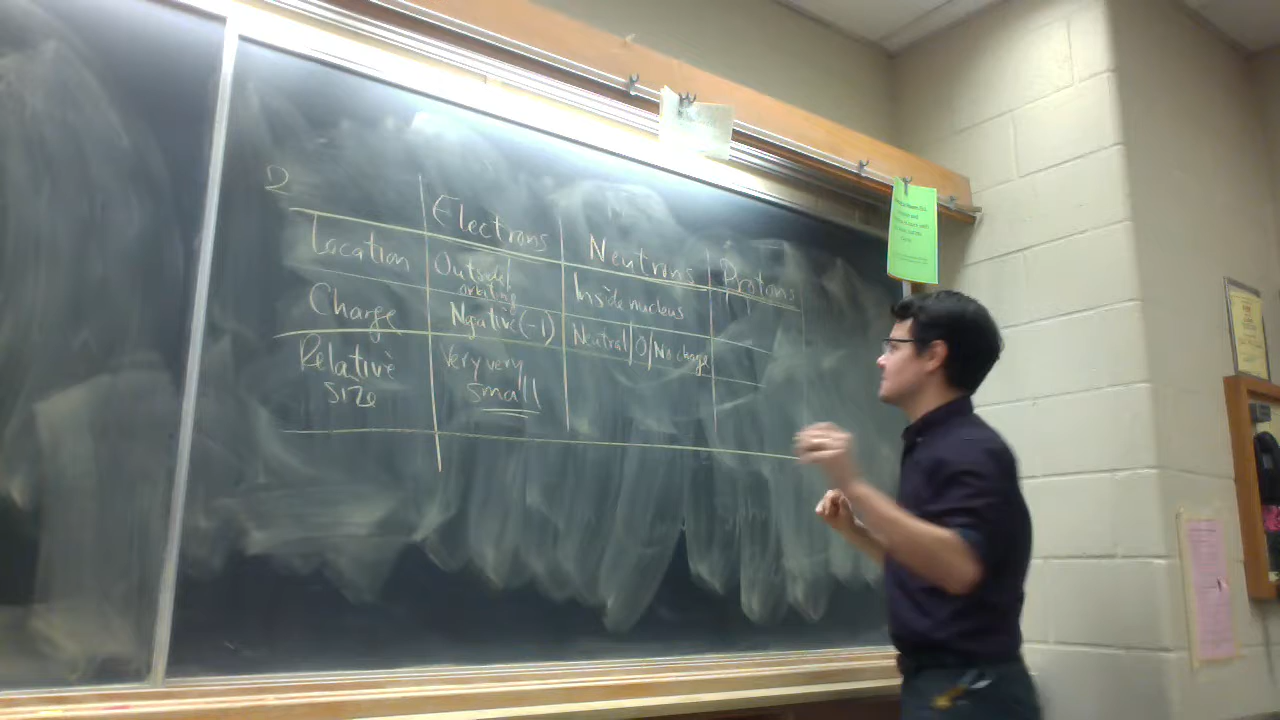 2
Electrons Neutrons Protons
Location Outside/ orbiting Inside nucleus
Charge Negative (-1) Neutral/0/No charge
Relative size Very very small